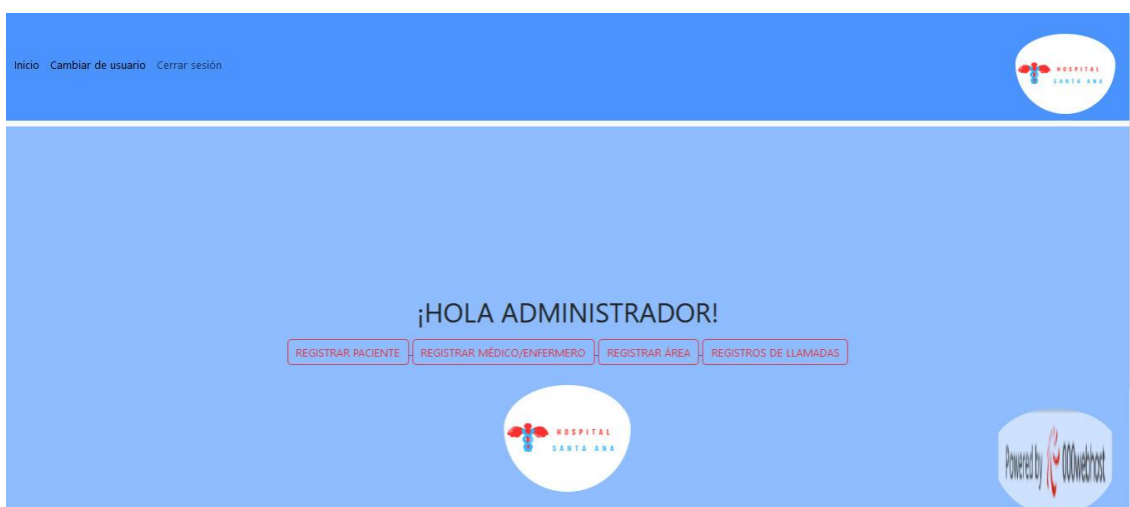 Inicio Cambiar de usuario Cerrar sesión
HOSPITAL
SANTA ANA
¡HOLA ADMINISTRADOR!
REGISTRAR PACIENTE REGISTRAR MÉDICO/ENFERMERO REGISTRAR ÁREA REGISTROS DE LLAMADAS
HOSPITAL
SANTA ANA
Powered by 000webhost